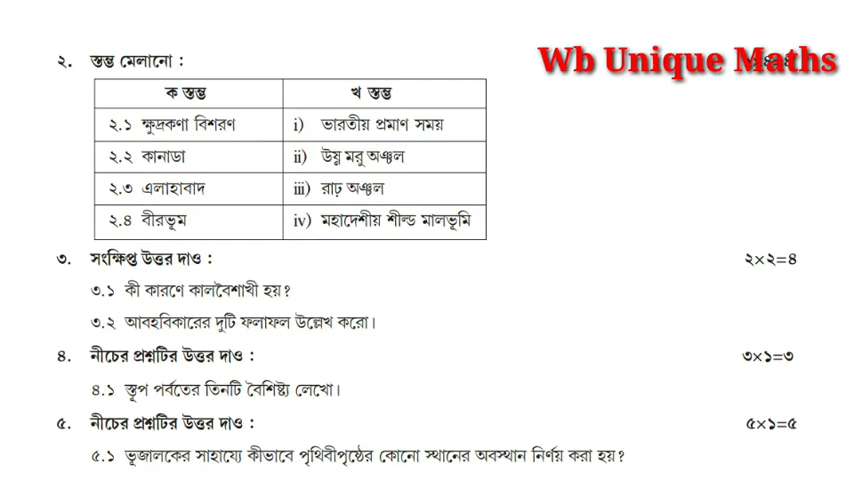 Wb Unique Maths
২. স্তম্ভ মেলানো :
ক স্তম্ভ খ স্তম্ভ
২.১ ক্ষুদ্রকণা বিশরণ i) ভারতীয় প্রমাণ সময়
২.২ কানাডা ii) উষ্ণ মরু অঞ্চল
২.৩ এলাহাবাদ iii) রাঢ় অঞ্চল
২.৪ বীরভূম iv) মহাদেশীয় শীল্ড মালভূমি
৩. সংক্ষিপ্ত উত্তর দাও : ২×২=৪
৩.১ কী কারণে কালবৈশাখী হয়?
৩.২ আবহবিকারের দুটি ফলাফল উল্লেখ করো।
৪. নীচের প্রশ্নটির উত্তর দাও : ৩×১=৩
৪.১ স্তূপ পর্বতের তিনটি বৈশিষ্ট্য লেখো।
৫. নীচের প্রশ্নটির উত্তর দাও : ৫×১=৫
৫.১ ভূজালকের সাহায্যে কীভাবে পৃথিবীপৃষ্ঠের কোনো স্থানের অবস্থান নির্ণয় করা হয়?